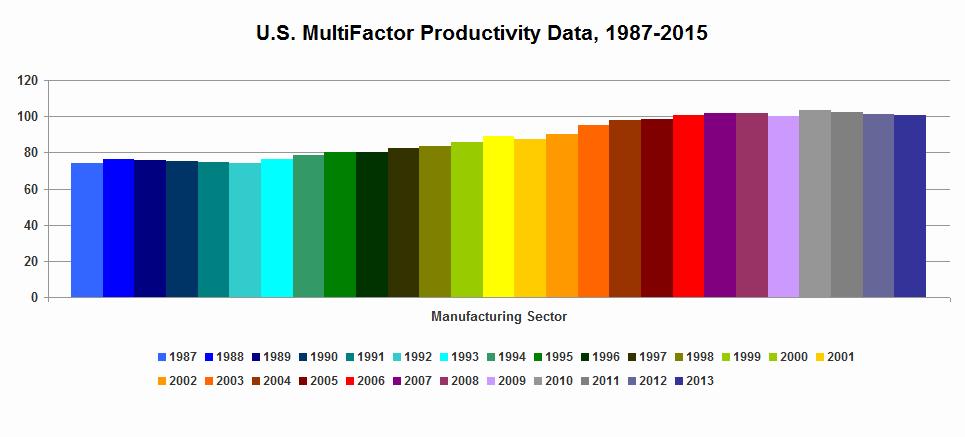 U.S. MultiFactor Productivity Data, 1987-2015
120
100
80
60
40
20
0
Manufacturing Sector
1987 1988 1989 1990 1991 1992 1993 1994 1995 1996 1997 1998 1999 2000 2001
2002 2003 2004 2005 2006 2007 2008 2009 2010 2011 2012 2013